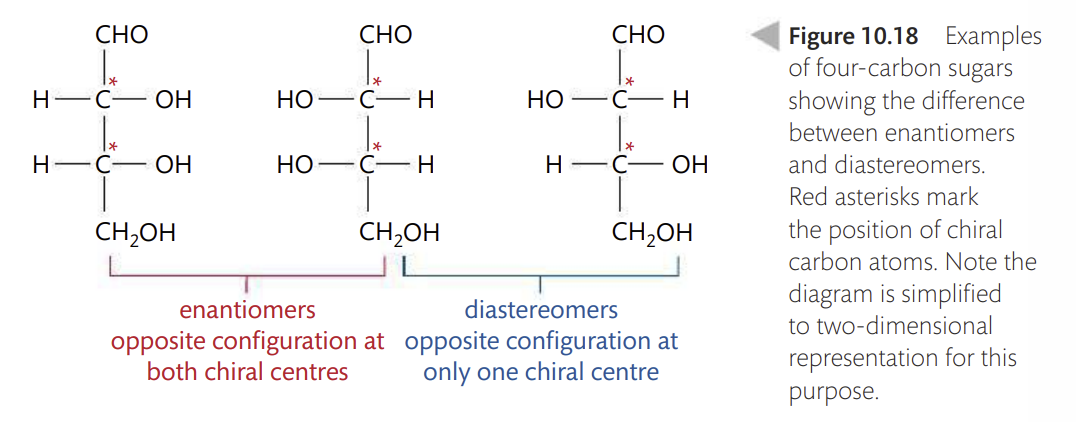 CHO CHO CHO
* * *
H C OH HO C H HO C H
* * *
H C OH HO C H H C OH
CH₂OH CH₂OH CH₂OH
enantiomers
opposite configuration at
both chiral centres
diastereomers
opposite configuration at
only one chiral centre
Figure 10.18 Examples
of four-carbon sugars
showing the difference
between enantiomers
and diastereomers.
Red asterisks mark
the position of chiral
carbon atoms. Note the
diagram is simplified
to two-dimensional
representation for this
purpose.